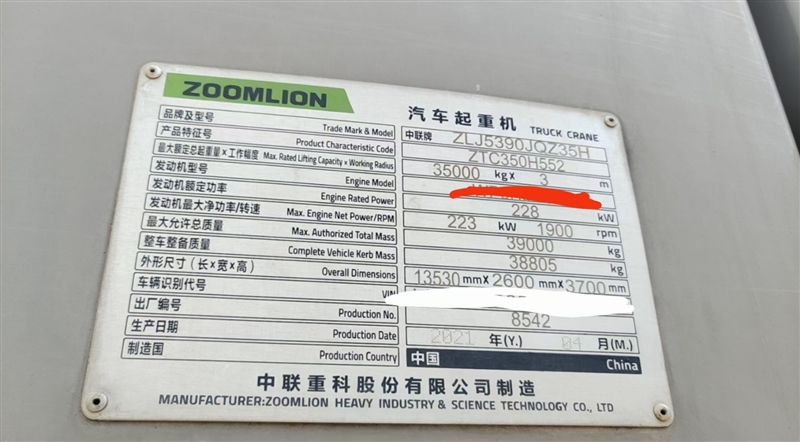 ZOOMLION
汽车起重机 TRUCK CRANE
品牌及型号 Trade Mark & Model 中联牌 ZLJ5390JQZ35H
产品特征号 Product Characteristic Code ZTC350H552
最大额定总起重量×工作幅度 Max. Rated Lifting Capacity × Working Radius 35000 kg× 3 m
发动机型号 Engine Model
发动机额定功率 Engine Rated Power 228 kW
发动机最大净功率/转速 Max. Engine Net Power/RPM 223 kW 1900 rpm
最大允许总质量 Max. Authorized Total Mass 39000 kg
整车整备质量 Complete Vehicle Kerb Mass 38805 kg
外形尺寸(长×宽×高) Overall Dimensions 13530 mm× 2600 mm× 3700 mm
车辆识别代号 VIN
出厂编号 Production No. 8542
生产日期 Production Date 2021 年(Y.) 04 月(M.)
制造国 Production Country 中国 China
中联重科股份有限公司制造
MANUFACTURER:ZOOMLION HEAVY INDUSTRY & SCIENCE TECHNOLOGY CO., LTD